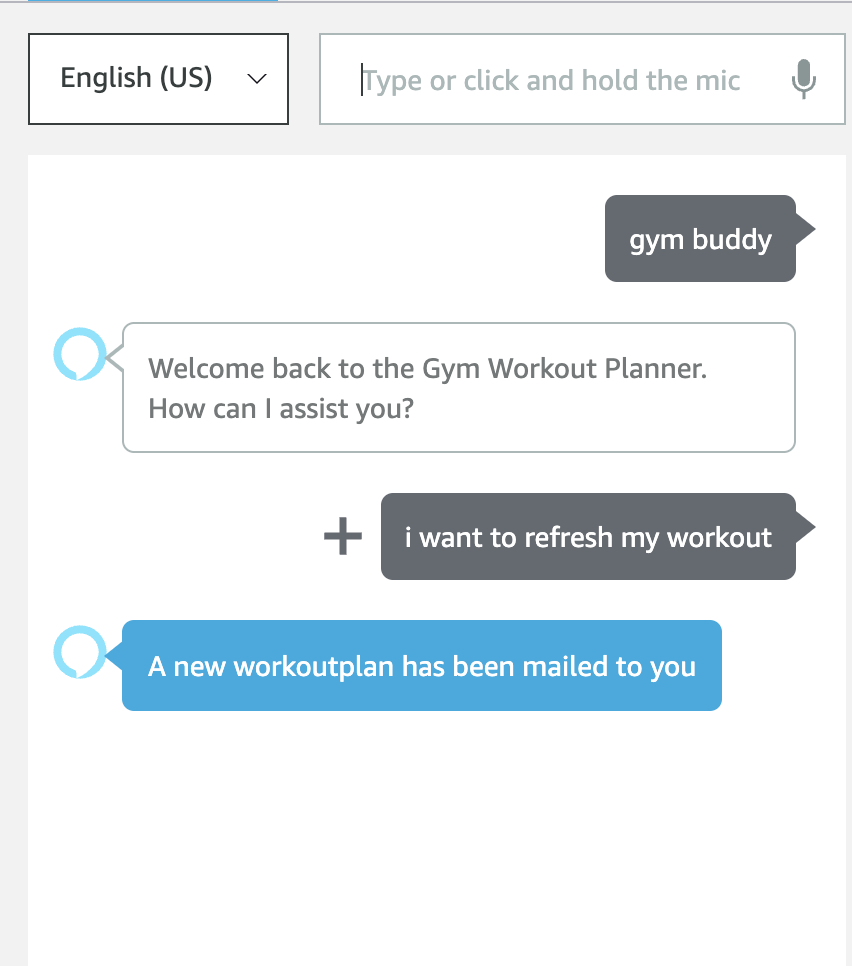 English (US)
Type or click and hold the mic
gym buddy
Welcome back to the Gym Workout Planner.
How can I assist you?
i want to refresh my workout
A new workoutplan has been mailed to you